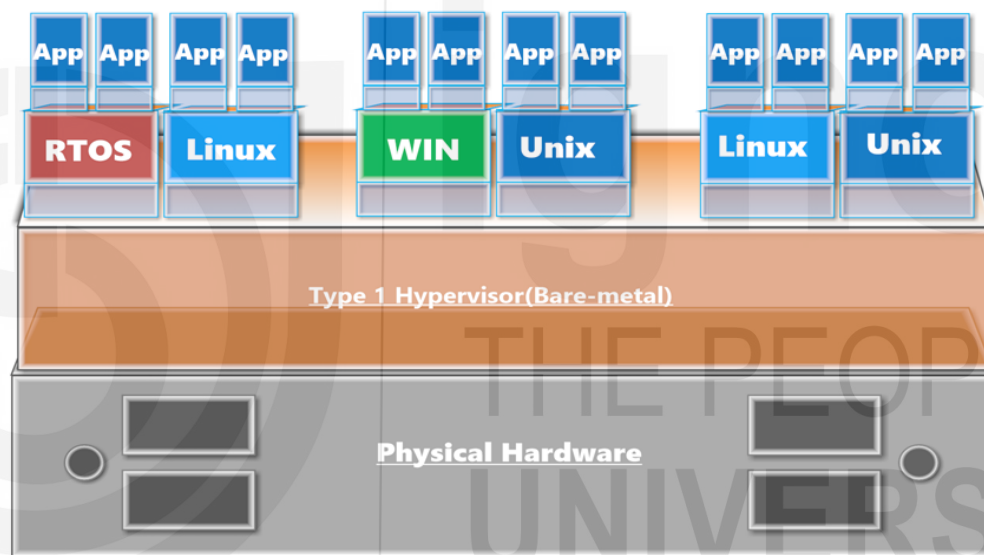 App App App App App App App App App App App App
RTOS Linux WIN Unix Linux Unix
Type 1 Hypervisor(Bare-metal)
THE PEOP
Physical Hardware
UNIVERS